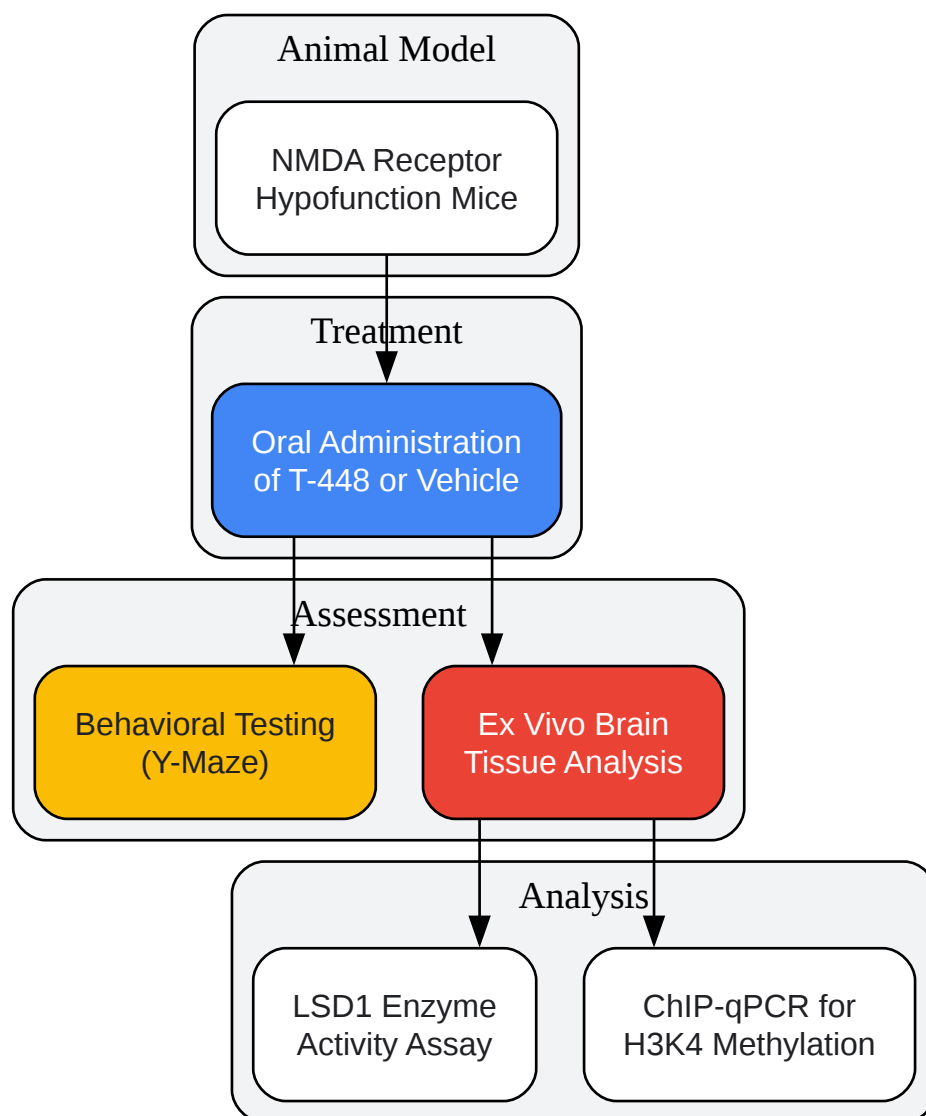 Animal Model
NMDA Receptor
Hypofunction Mice
Treatment
Oral Administration
of T-448 or Vehicle
Assessment
Behavioral Testing
(Y-Maze)
Ex Vivo Brain
Tissue Analysis
Analysis
LSD1 Enzyme
Activity Assay
ChIP-qPCR for
H3K4 Methylation